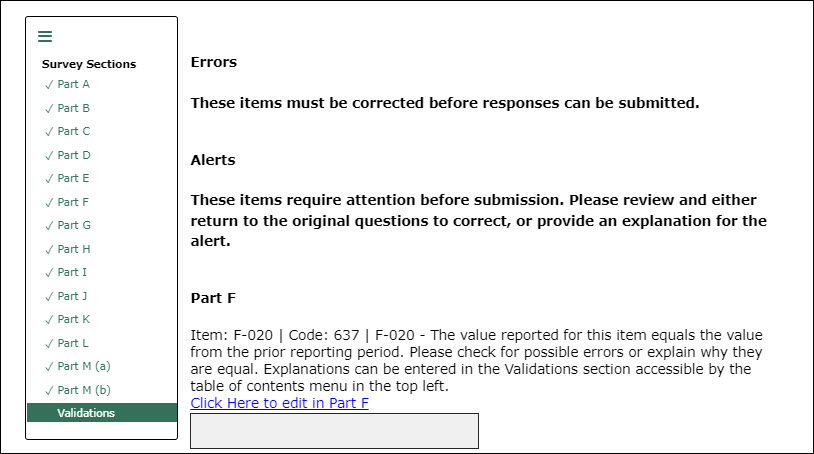 Survey Sections
✓ Part A
✓ Part B
✓ Part C
✓ Part D
✓ Part E
✓ Part F
✓ Part G
✓ Part H
✓ Part I
✓ Part J
✓ Part K
✓ Part L
✓ Part M (a)
✓ Part M (b)
Validations
Errors
These items must be corrected before responses can be submitted.
Alerts
These items require attention before submission. Please review and either
return to the original questions to correct, or provide an explanation for the
alert.
Part F
Item: F-020 | Code: 637 | F-020 - The value reported for this item equals the value
from the prior reporting period. Please check for possible errors or explain why they
are equal. Explanations can be entered in the Validations section accessible by the
table of contents menu in the top left.
Click Here to edit in Part F